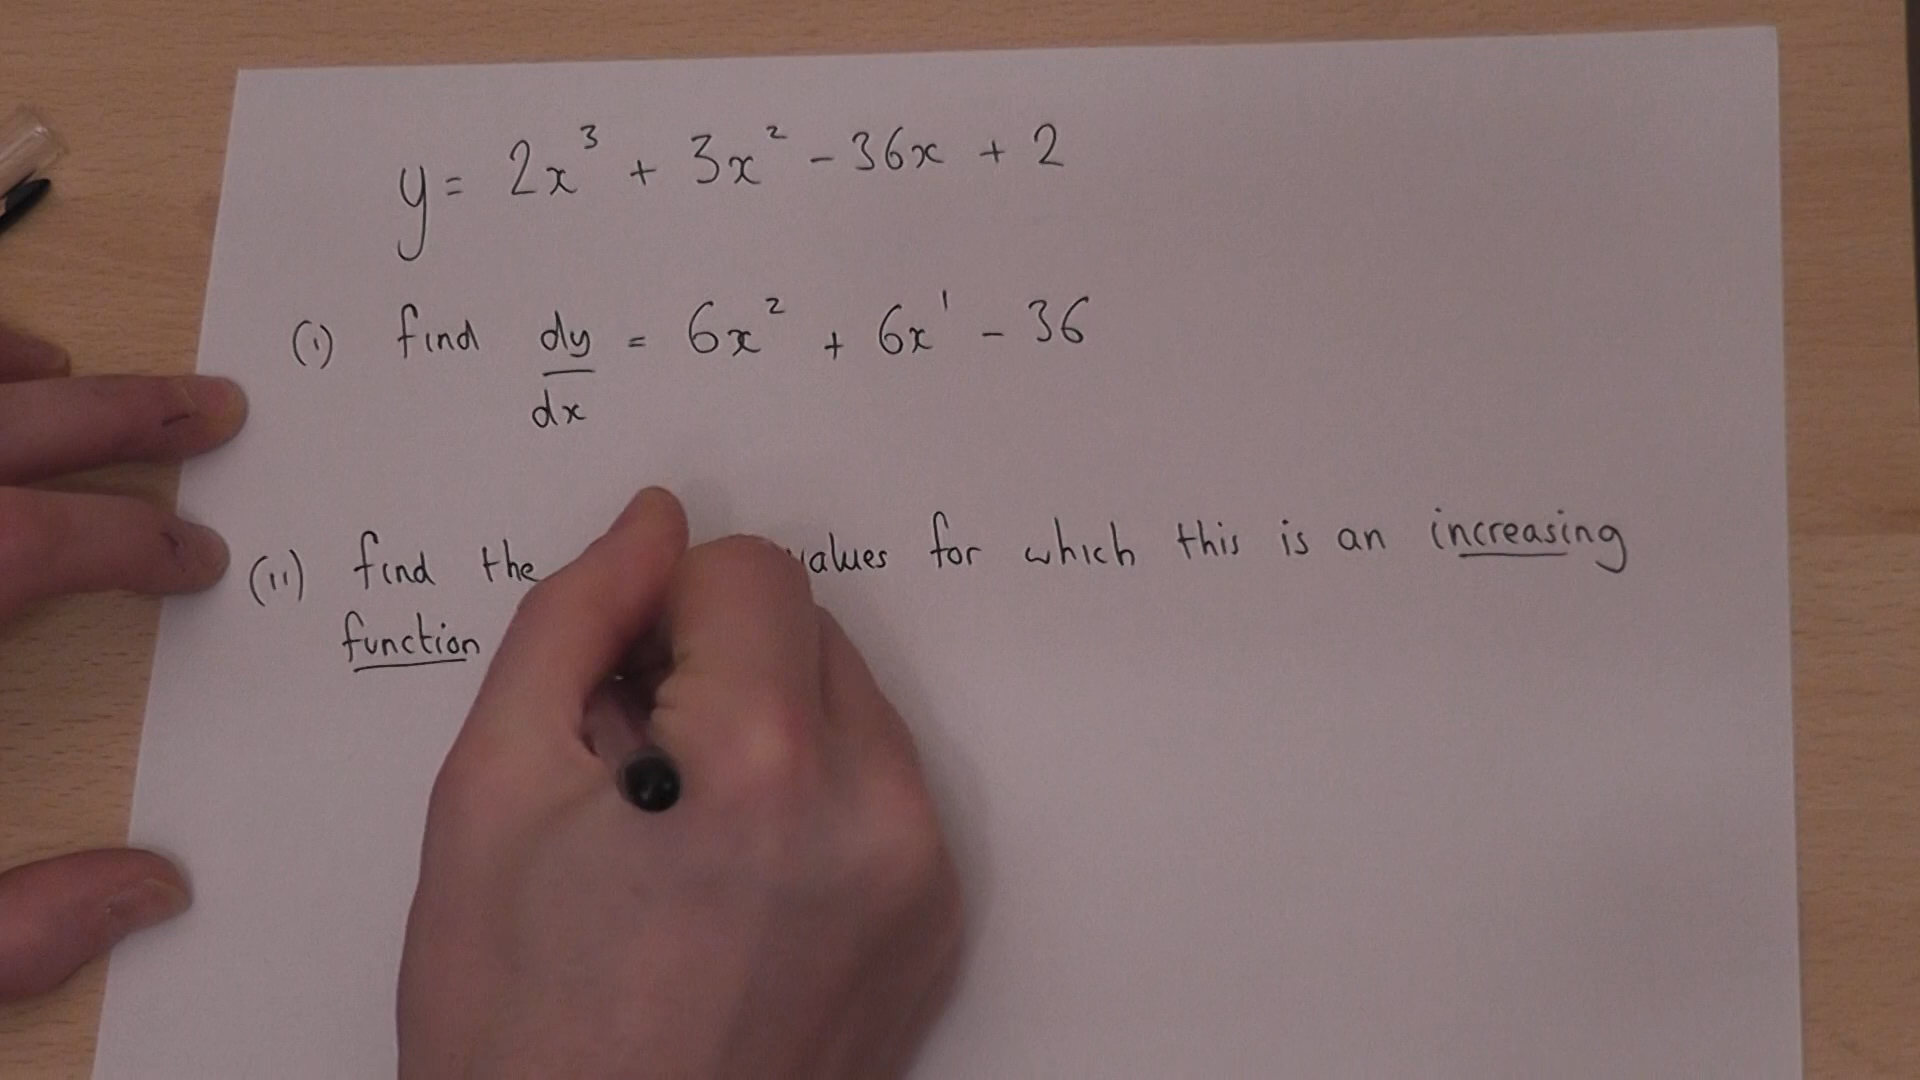 y = 2x³ + 3x² - 36x + 2
(i) find dy/dx = 6x² + 6x¹ - 36
(ii) find the values for which this is an increasing
function